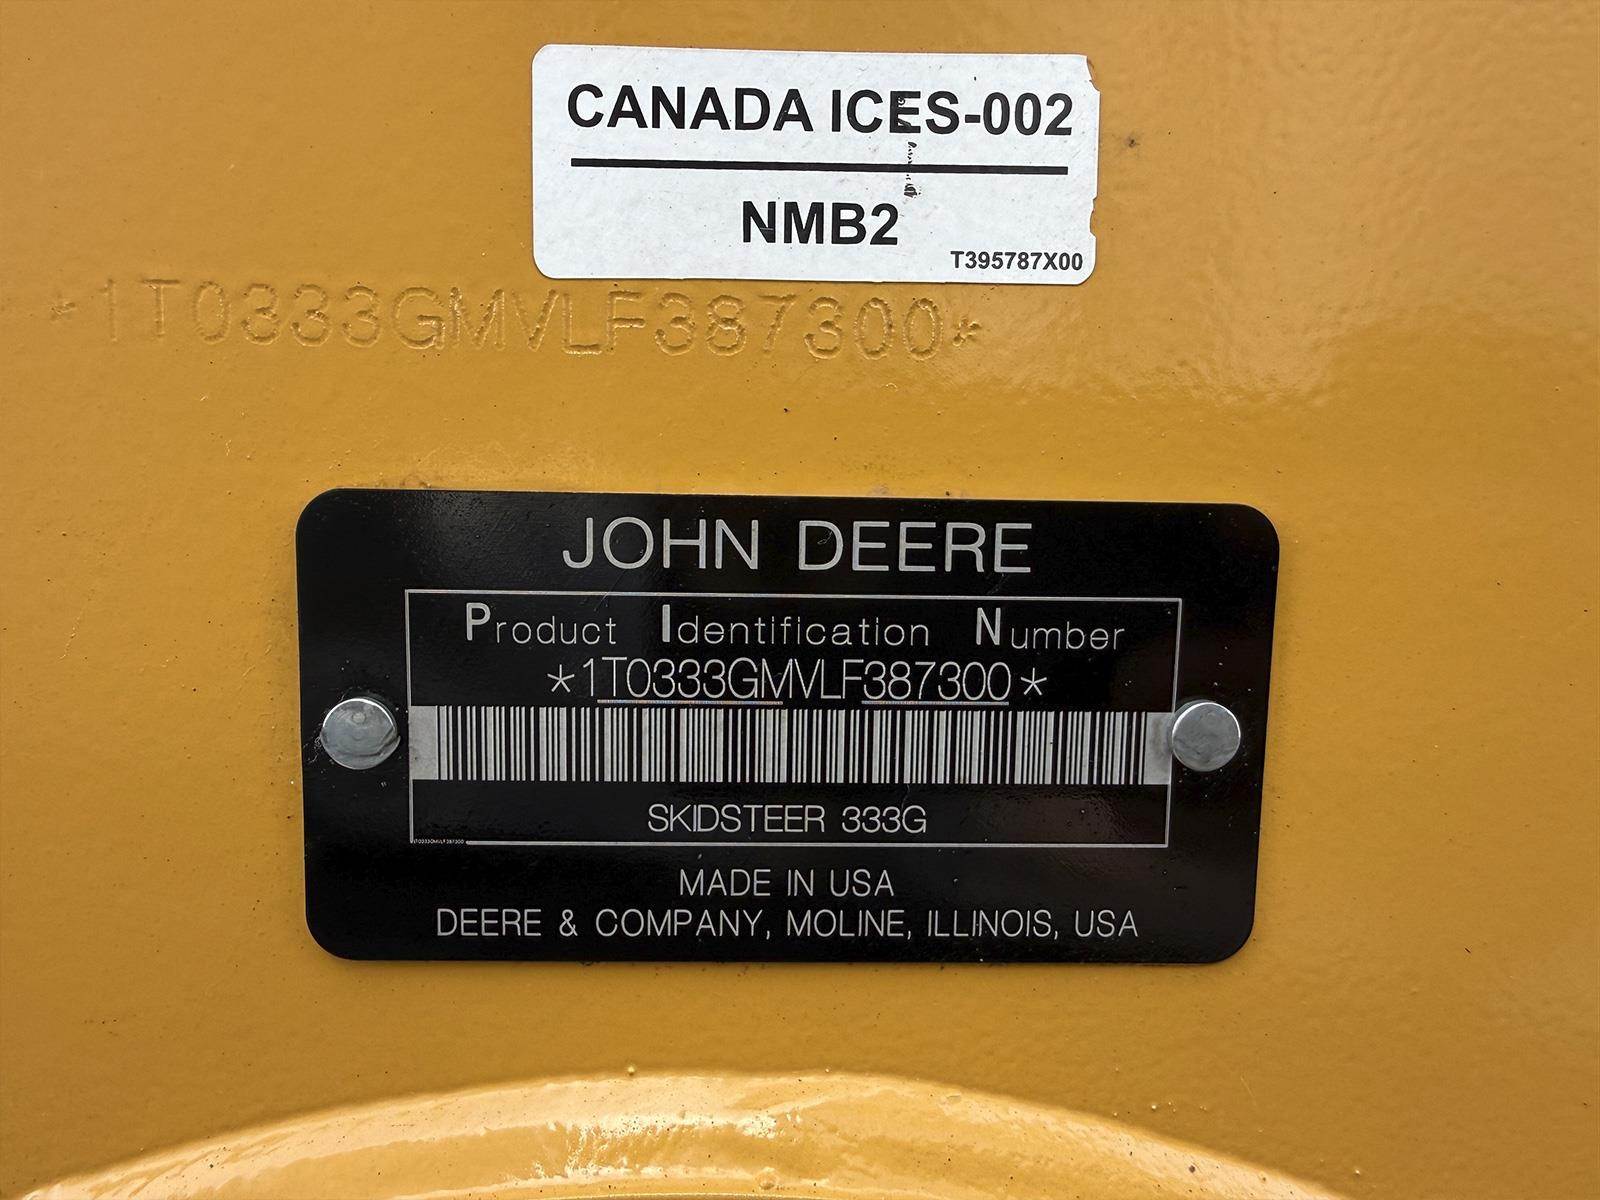 CANADA ICES-002
NMB2
T395787X00
*1T0333GMVLF387300*
JOHN DEERE
Product Identification Number
*1T0333GMVLF387300*
SKIDSTEER 333G
1T0333GMVLF387300
MADE IN USA
DEERE & COMPANY, MOLINE, ILLINOIS, USA